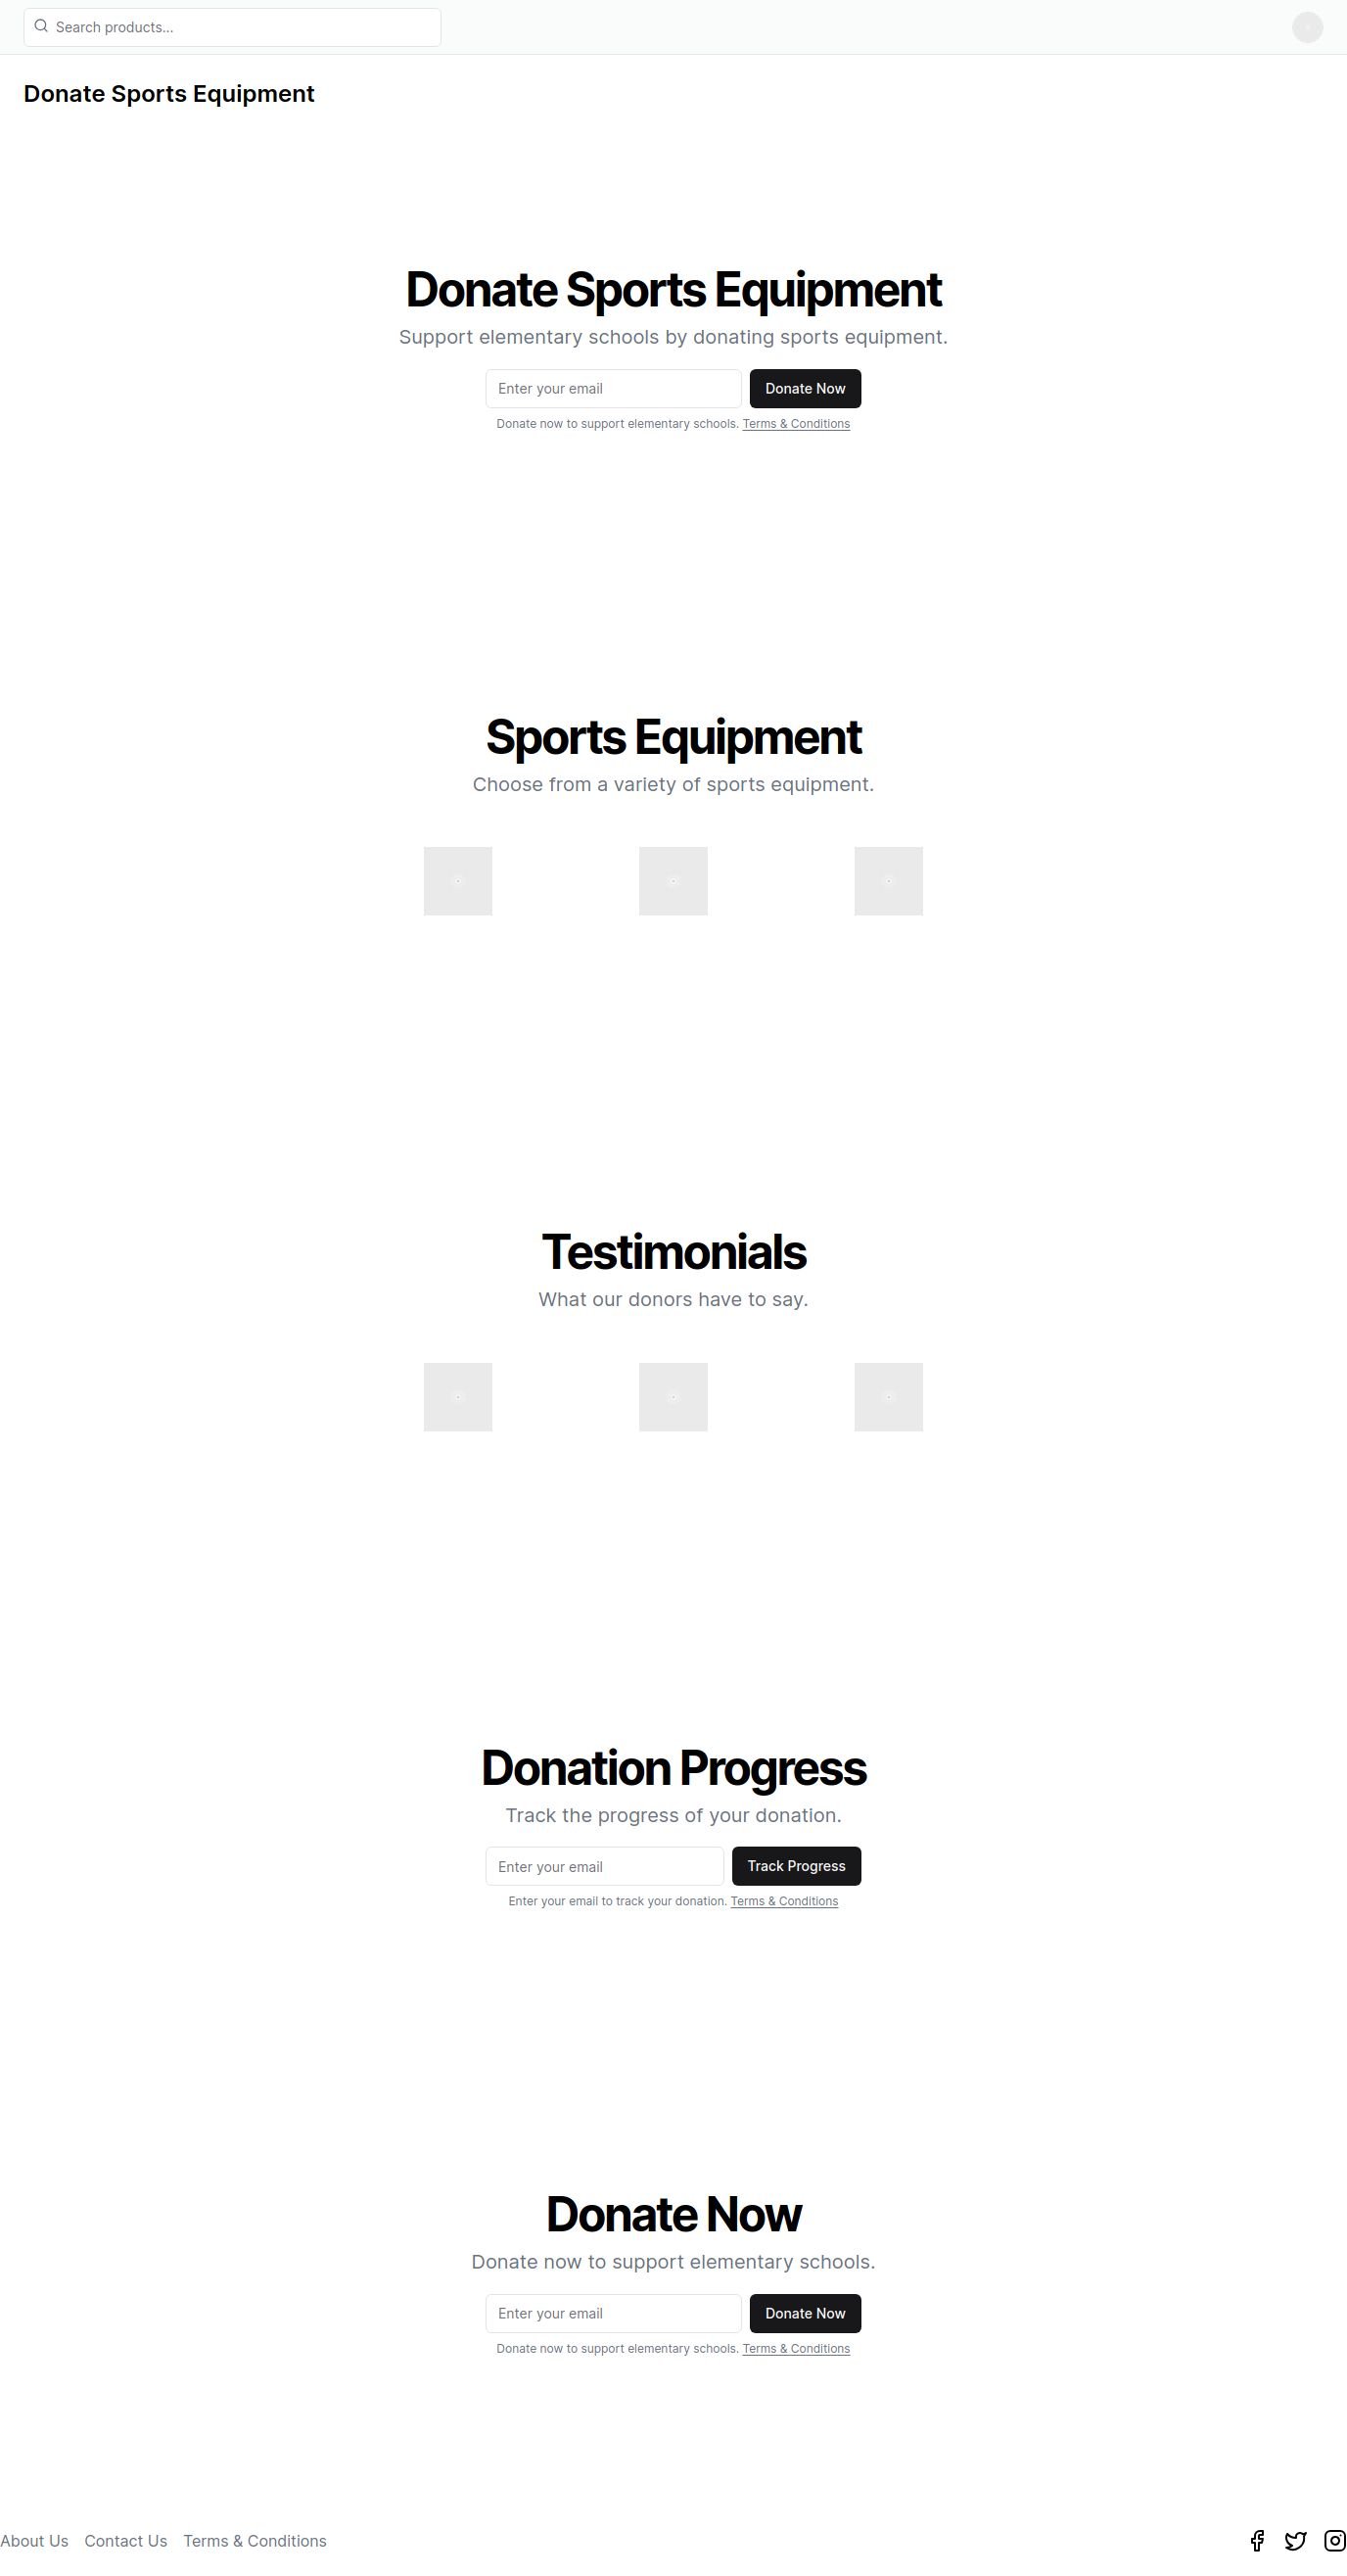 Search products...
Donate Sports Equipment
Donate Sports Equipment
Support elementary schools by donating sports equipment.
Enter your email
Donate Now
Donate now to support elementary schools. Terms & Conditions
Sports Equipment
Choose from a variety of sports equipment.
Testimonials
What our donors have to say.
Donation Progress
Track the progress of your donation.
Enter your email
Track Progress
Enter your email to track your donation. Terms & Conditions
Donate Now
Donate now to support elementary schools.
Enter your email
Donate Now
Donate now to support elementary schools. Terms & Conditions
About Us
Contact Us
Terms & Conditions